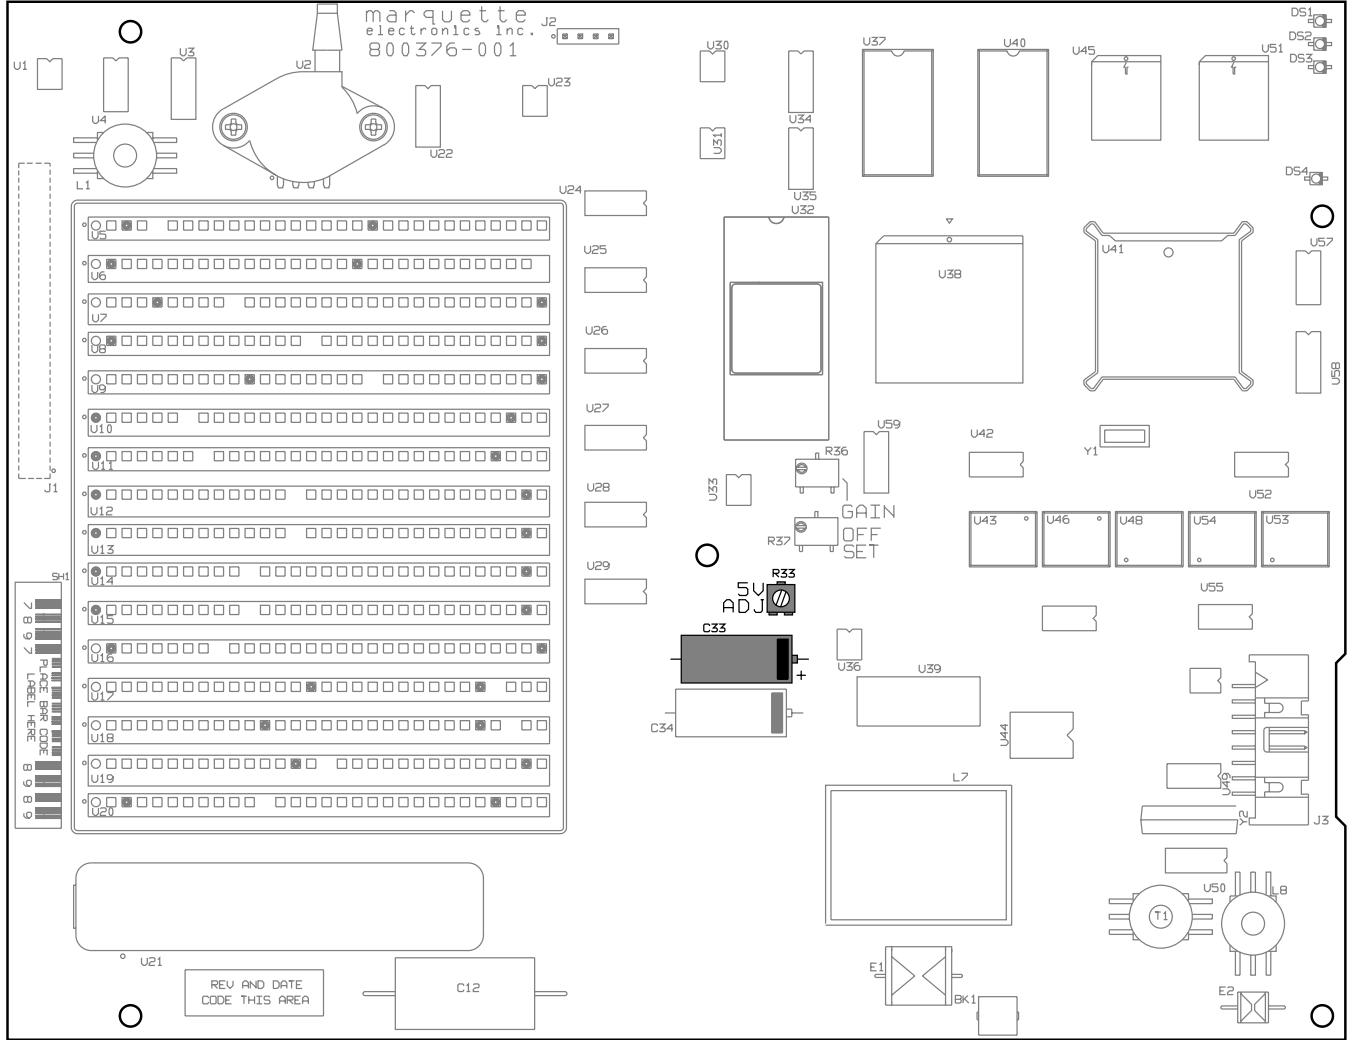 marquette
electronics inc.
800376-001
J2
DS1
DS2
DS3
U1
U3
U2
U30
U37
U40
U45
U51
U4
U23
U22
U31
U34
U35
DS4
L1
U24
U32
U5
U25
U41
U57
U6
U38
U7
U26
U8
U58
U9
U27
U10
U59
U42
Y1
R36
U11
J1
U33
U28
U52
GAIN
U12
U43
U46
U48
U54
U53
R37
OFF
SET
U13
U29
R33
SH1
U14
5V
ADJ
U55
U15
C33
7897
PLACE BAR CODE
LABEL HERE
8989
U16
U36
U39
+
U17
C34
U44
U18
U19
L7
U49
U20
Y2
J3
U50
L8
T1
U21
E1
REV AND DATE
CODE THIS AREA
C12
BK1
E2